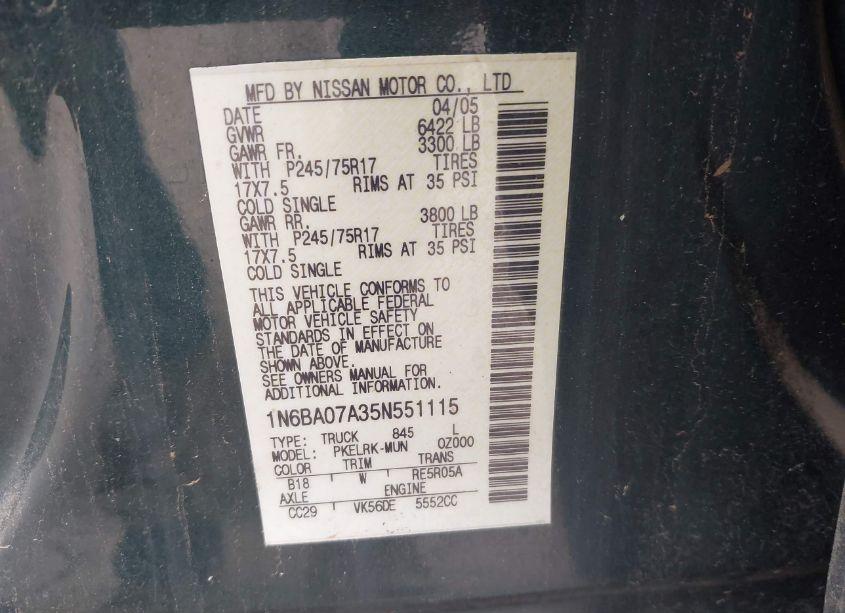 MFD BY NISSAN MOTOR CO., LTD
DATE 04/05
GVWR 6422 LB
GAWR FR. 3300 LB
WITH P245/75R17 TIRES
17X7.5 RIMS AT 35 PSI
COLD SINGLE
GAWR RR. 3800 LB
WITH P245/75R17 TIRES
17X7.5 RIMS AT 35 PSI
COLD SINGLE
THIS VEHICLE CONFORMS TO
ALL APPLICABLE FEDERAL
MOTOR VEHICLE SAFETY
STANDARDS IN EFFECT ON
THE DATE OF MANUFACTURE
SHOWN ABOVE.
SEE OWNERS MANUAL FOR
ADDITIONAL INFORMATION.
1N6BA07A35N551115
TYPE: TRUCK 845 L
MODEL: PKELRK-MUN 0Z000
COLOR TRIM TRANS
B18 W RE5R05A
AXLE ENGINE
CC29 VK56DE 5552CC